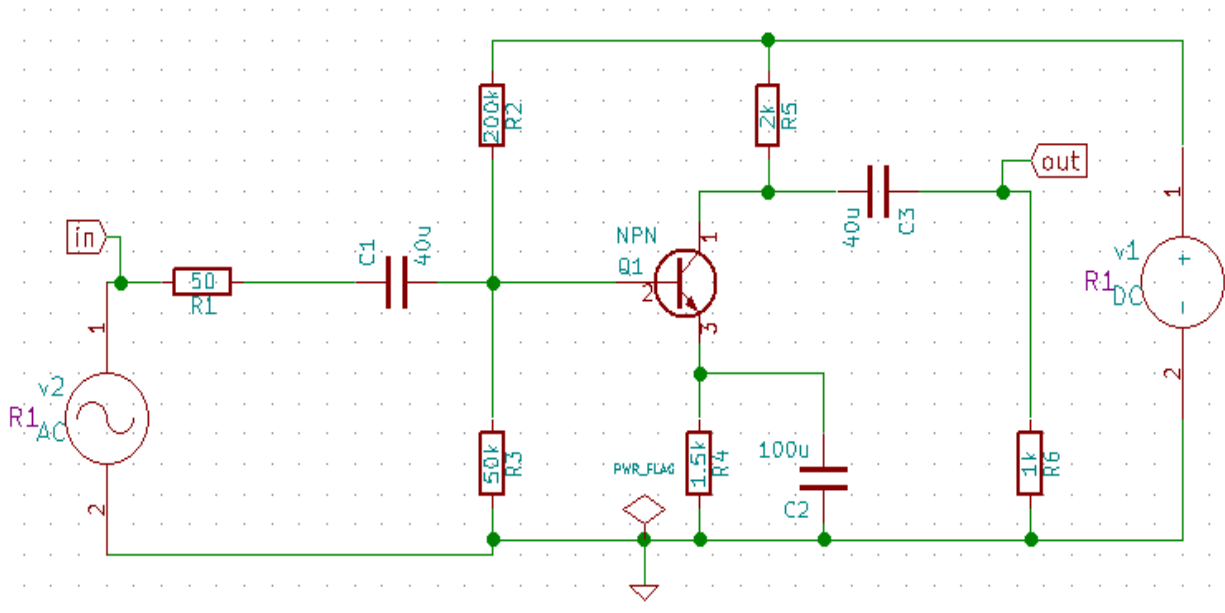 200k
R2
2k
R5
out
1
in
C1
40u
NPN
Q1
1
2
3
40u
C3
v1
R1
DC
+
-
50
R1
1
v2
R1
AC
2
50k
R3
PWR_FLAG
1.5k
R4
100u
C2
1k
R6
2